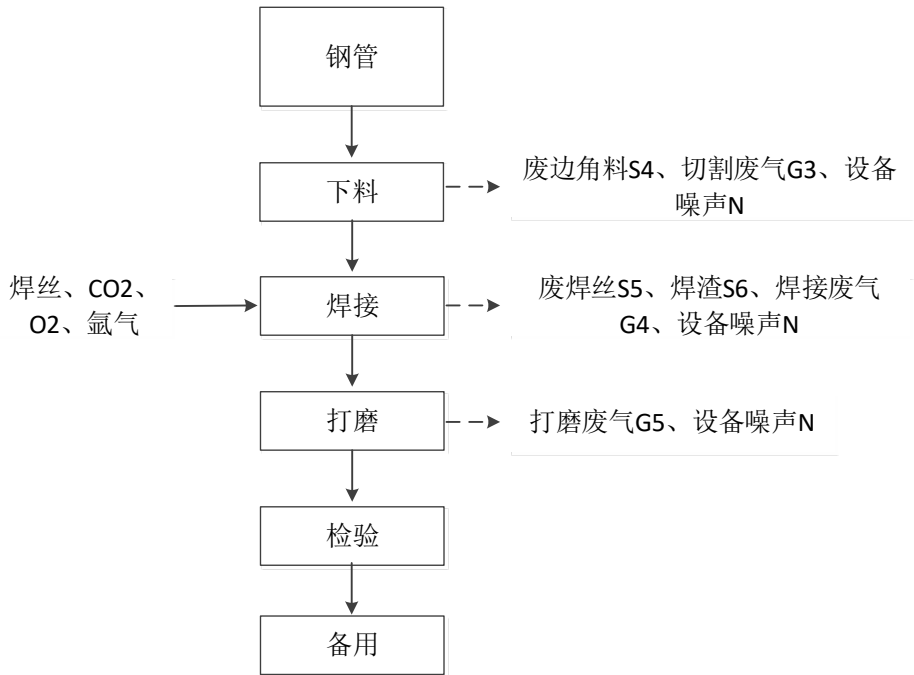 钢管
下料
废边角料S4、切割废气G3、设备
噪声N
焊丝、CO2、
O2、氩气
焊接
废焊丝S5、焊渣S6、焊接废气
G4、设备噪声N
打磨
打磨废气G5、设备噪声N
检验
备用